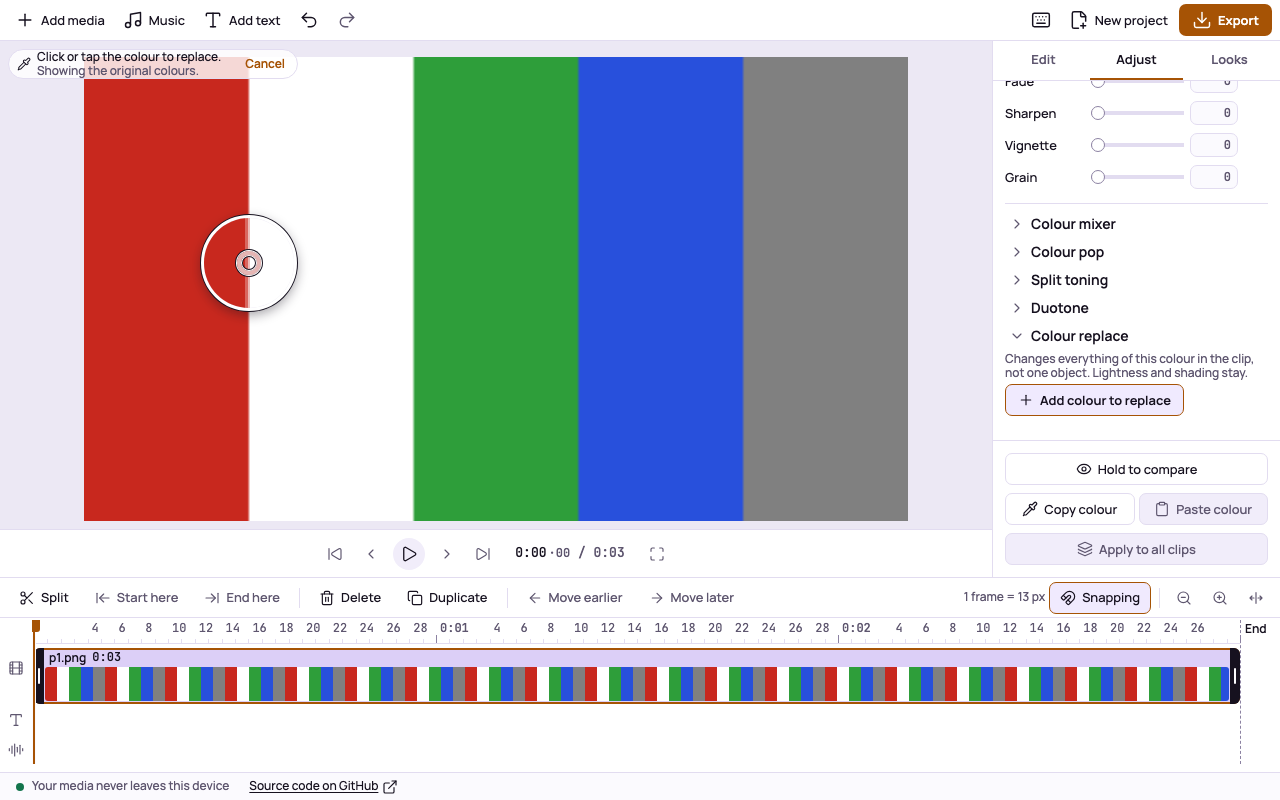 Add media
Music
Add text
New project
Export
Click or tap the colour to replace.
Showing the original colours.
Cancel
Edit
Adjust
Looks
Fade
0
Sharpen
0
Vignette
0
Grain
0
Colour mixer
Colour pop
Split toning
Duotone
Colour replace
Changes everything of this colour in the clip,
not one object. Lightness and shading stay.
Add colour to replace
Hold to compare
Copy colour
Paste colour
Apply to all clips
0:00·00 / 0:03
Split
Start here
End here
Delete
Duplicate
Move earlier
Move later
1 frame = 13 px
Snapping
4 6 8 10 12 14 16 18 20 22 24 26 28 0:01 4 6 8 10 12 14 16 18 20 22 24 26 28 0:02 4 6 8 10 12 14 16 18 20 22 24 26 End
p1.png 0:03
Your media never leaves this device
Source code on GitHub